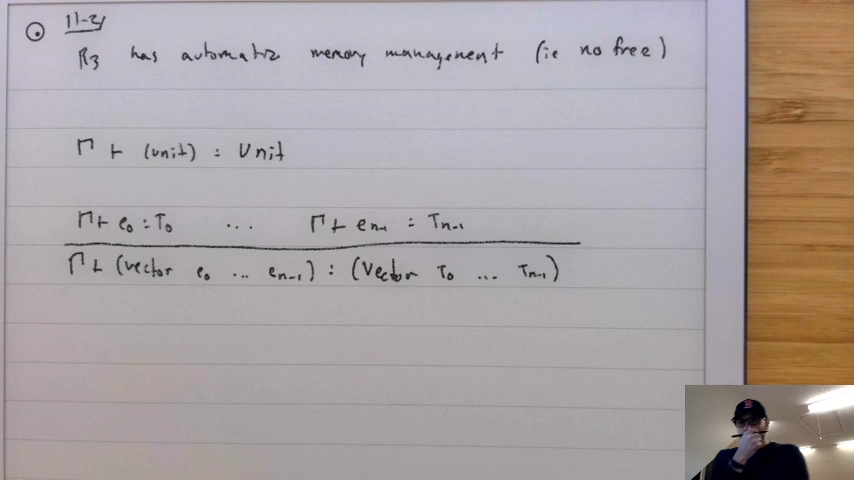 11-2/
R3 has automatic memory management (ie no free)
Γ ⊢ (unit) : Unit
Γ ⊢ e0 : T0 ... Γ ⊢ en-1 : Tn-1
Γ ⊢ (vector e0 ... en-1) : (Vector T0 ... Tn-1)